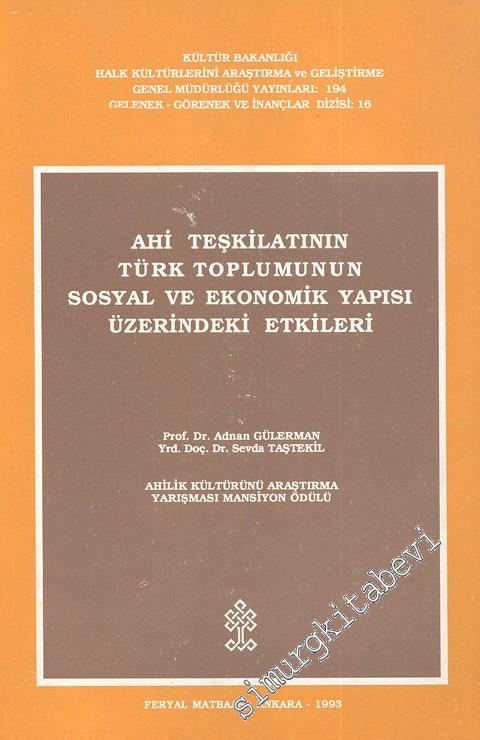 KÜLTÜR BAKANLIĞI
HALK KÜLTÜRLERİNİ ARAŞTIRMA ve GELİŞTİRME
GENEL MÜDÜRLÜĞÜ YAYINLARI: 194
GELENEK - GÖRENEK VE İNANÇLAR DİZİSİ: 16
AHİ TEŞKİLATININ
TÜRK TOPLUMUNUN
SOSYAL VE EKONOMİK YAPISI
ÜZERİNDEKİ ETKİLERİ
Prof. Dr. Adnan GÜLERMAN
Yrd. Doç. Dr. Sevda TAŞTEKİL
AHİLİK KÜLTÜRÜNÜ ARAŞTIRMA
YARIŞMASI MANSİYON ÖDÜLÜ
simurgkitabevi
FERYAL ANKARA - 1993